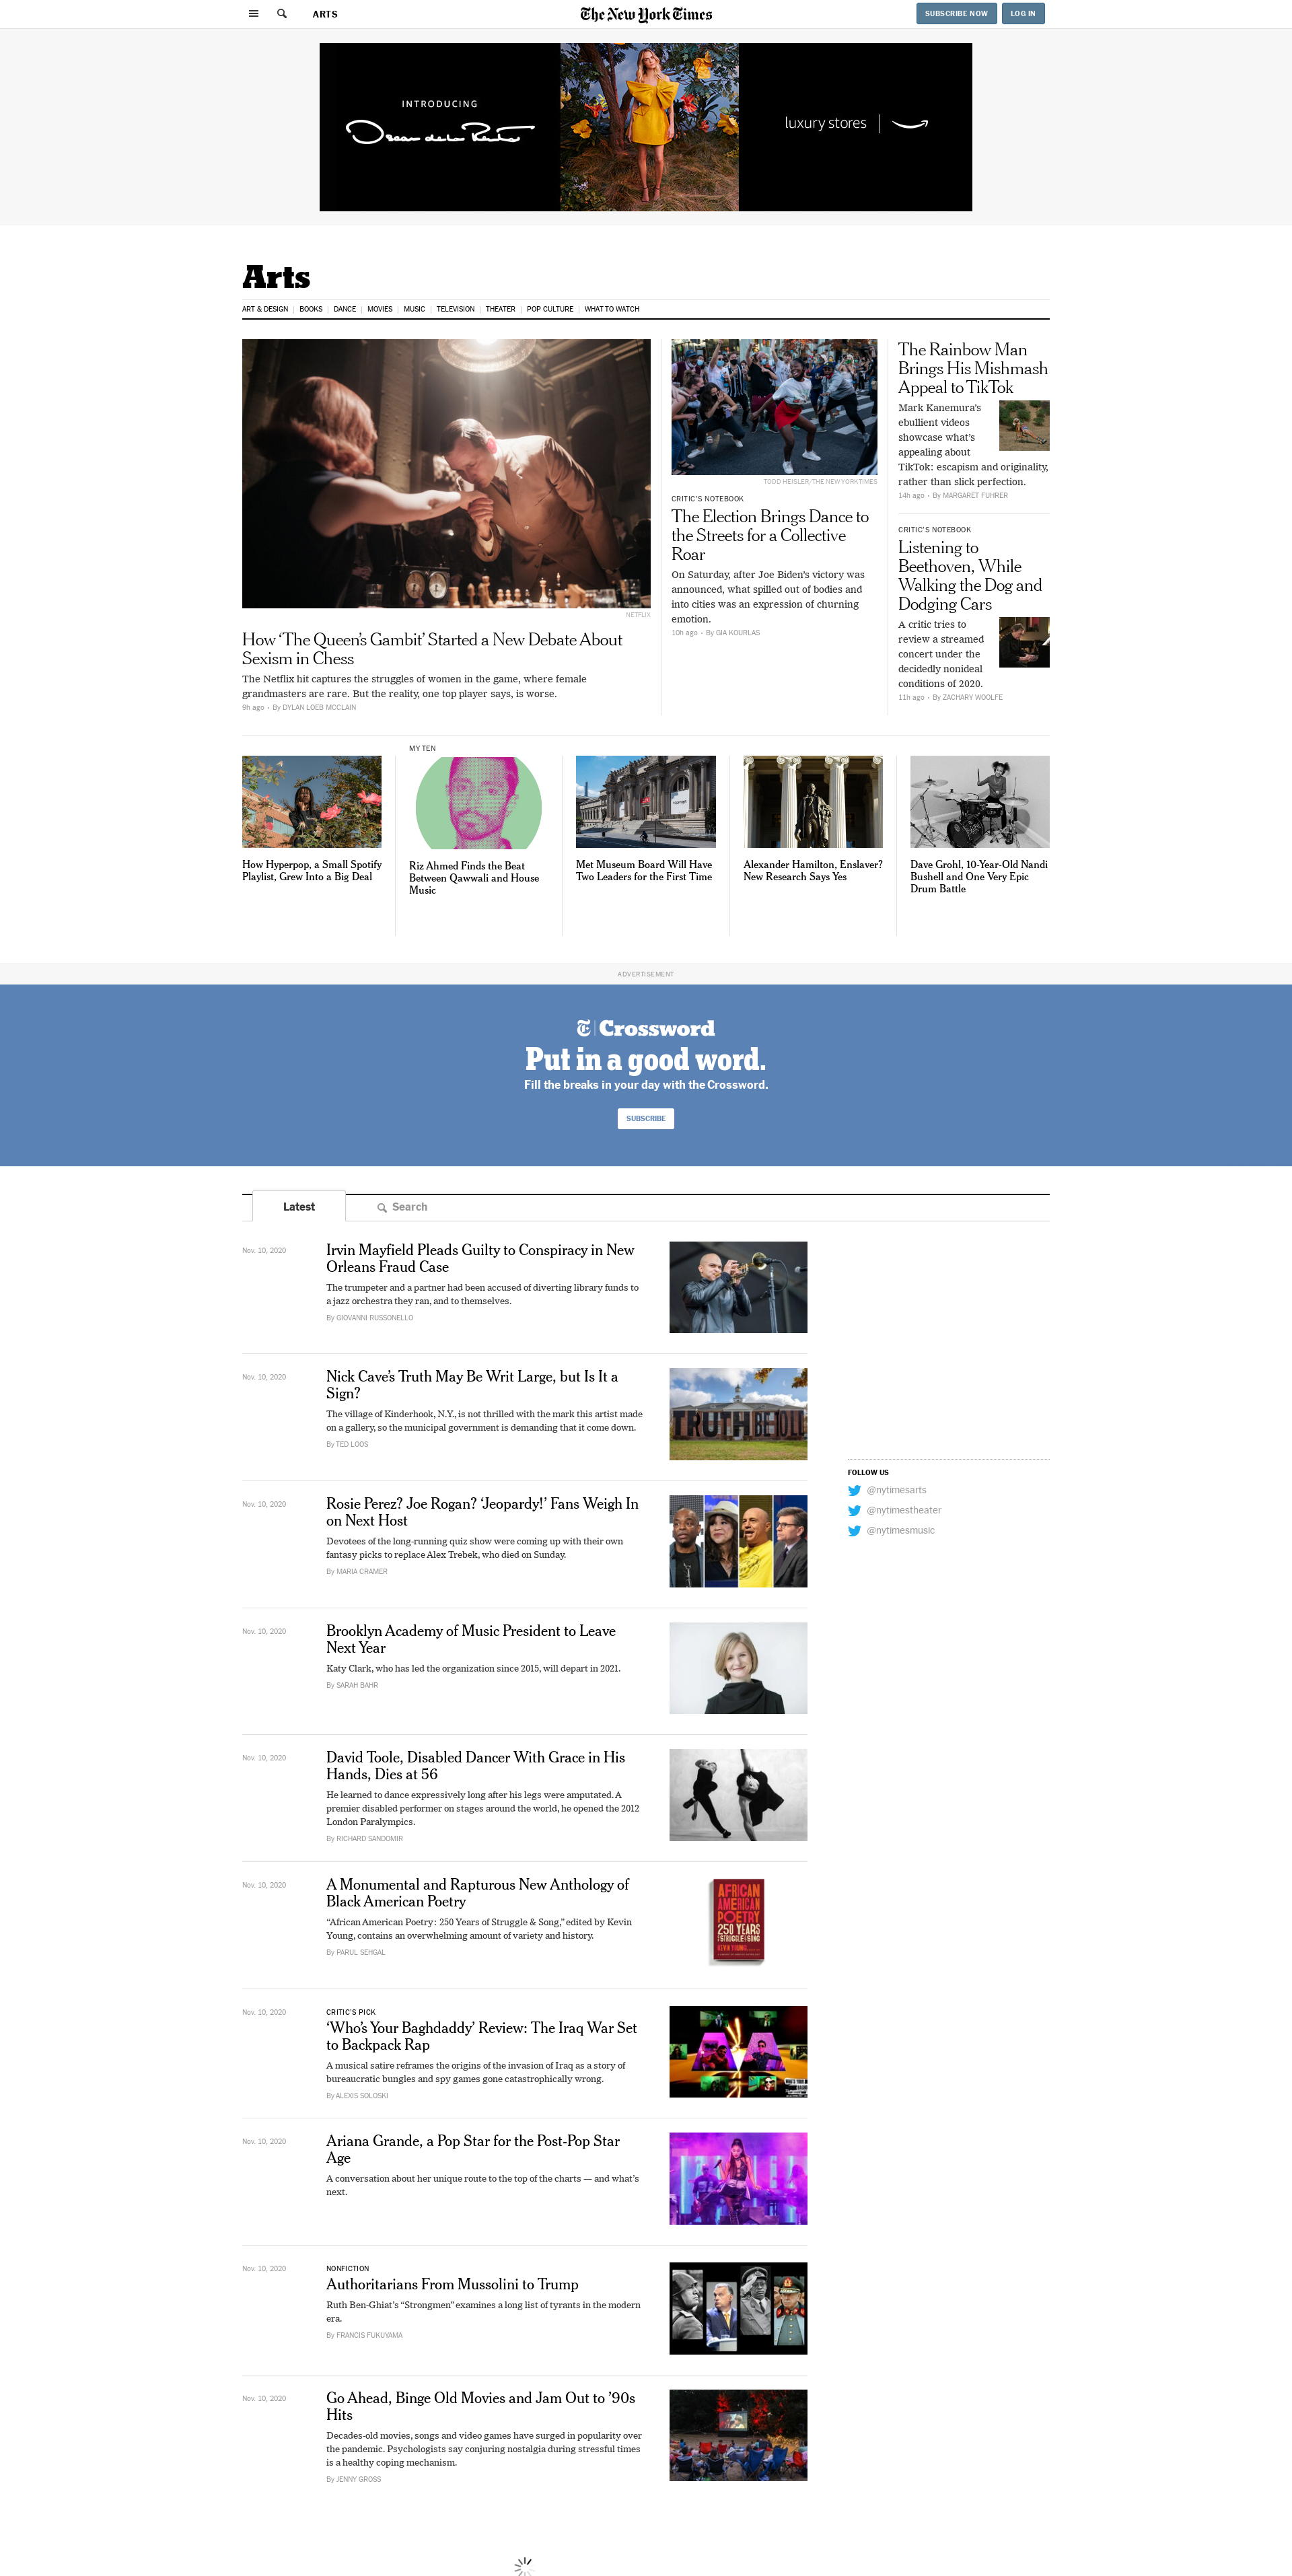 ARTS
The New York Times
SUBSCRIBE NOW
LOG IN
INTRODUCING
Oscar de la Renta
luxury stores
Arts
ART & DESIGN
BOOKS
DANCE
MOVIES
MUSIC
TELEVISION
THEATER
POP CULTURE
WHAT TO WATCH
NETFLIX
How ‘The Queen’s Gambit’ Started a New Debate About
Sexism in Chess
The Netflix hit captures the struggles of women in the game, where female
grandmasters are rare. But the reality, one top player says, is worse.
9h ago • By DYLAN LOEB MCCLAIN
TODD HEISLER/THE NEW YORK TIMES
CRITIC'S NOTEBOOK
The Election Brings Dance to
the Streets for a Collective
Roar
On Saturday, after Joe Biden’s victory was
announced, what spilled out of bodies and
into cities was an expression of churning
emotion.
10h ago • By GIA KOURLAS
The Rainbow Man
Brings His Mishmash
Appeal to TikTok
Mark Kanemura’s
ebullient videos
showcase what’s
appealing about
TikTok: escapism and originality,
rather than slick perfection.
14h ago • By MARGARET FUHRER
CRITIC'S NOTEBOOK
Listening to
Beethoven, While
Walking the Dog and
Dodging Cars
A critic tries to
review a streamed
concert under the
decidedly nonideal
conditions of 2020.
11h ago • By ZACHARY WOOLFE
How Hyperpop, a Small Spotify
Playlist, Grew Into a Big Deal
MY TEN
Riz Ahmed Finds the Beat
Between Qawwali and House
Music
Met Museum Board Will Have
Two Leaders for the First Time
Alexander Hamilton, Enslaver?
New Research Says Yes
Dave Grohl, 10-Year-Old Nandi
Bushell and One Very Epic
Drum Battle
ADVERTISEMENT
T Crossword
Put in a good word.
Fill the breaks in your day with the Crossword.
SUBSCRIBE
Latest
Search
Nov. 10, 2020
Irvin Mayfield Pleads Guilty to Conspiracy in New
Orleans Fraud Case
The trumpeter and a partner had been accused of diverting library funds to
a jazz orchestra they ran, and to themselves.
By GIOVANNI RUSSONELLO
Nov. 10, 2020
Nick Cave’s Truth May Be Writ Large, but Is It a
Sign?
The village of Kinderhook, N.Y., is not thrilled with the mark this artist made
on a gallery, so the municipal government is demanding that it come down.
By TED LOOS
TRUTH BE TOLD
FOLLOW US
@nytimesarts
@nytimestheater
@nytimesmusic
Nov. 10, 2020
Rosie Perez? Joe Rogan? ‘Jeopardy!’ Fans Weigh In
on Next Host
Devotees of the long-running quiz show were coming up with their own
fantasy picks to replace Alex Trebek, who died on Sunday.
By MARIA CRAMER
Nov. 10, 2020
Brooklyn Academy of Music President to Leave
Next Year
Katy Clark, who has led the organization since 2015, will depart in 2021.
By SARAH BAHR
Nov. 10, 2020
David Toole, Disabled Dancer With Grace in His
Hands, Dies at 56
He learned to dance expressively long after his legs were amputated. A
premier disabled performer on stages around the world, he opened the 2012
London Paralympics.
By RICHARD SANDOMIR
Nov. 10, 2020
A Monumental and Rapturous New Anthology of
Black American Poetry
“African American Poetry: 250 Years of Struggle & Song,” edited by Kevin
Young, contains an overwhelming amount of variety and history.
By PARUL SEHGAL
AFRICAN
AMERICAN
POETRY
250 YEARS
OF STRUGGLE & SONG
KEVIN YOUNG
Nov. 10, 2020
CRITIC'S PICK
‘Who’s Your Baghdaddy’ Review: The Iraq War Set
to Backpack Rap
A musical satire reframes the origins of the invasion of Iraq as a story of
bureaucratic bungles and spy games gone catastrophically wrong.
By ALEXIS SOLOSKI
Nov. 10, 2020
Ariana Grande, a Pop Star for the Post-Pop Star
Age
A conversation about her unique route to the top of the charts — and what’s
next.
Nov. 10, 2020
NONFICTION
Authoritarians From Mussolini to Trump
Ruth Ben-Ghiat’s “Strongmen” examines a long list of tyrants in the modern
era.
By FRANCIS FUKUYAMA
Nov. 10, 2020
Go Ahead, Binge Old Movies and Jam Out to ’90s
Hits
Decades-old movies, songs and video games have surged in popularity over
the pandemic. Psychologists say conjuring nostalgia during stressful times
is a healthy coping mechanism.
By JENNY GROSS